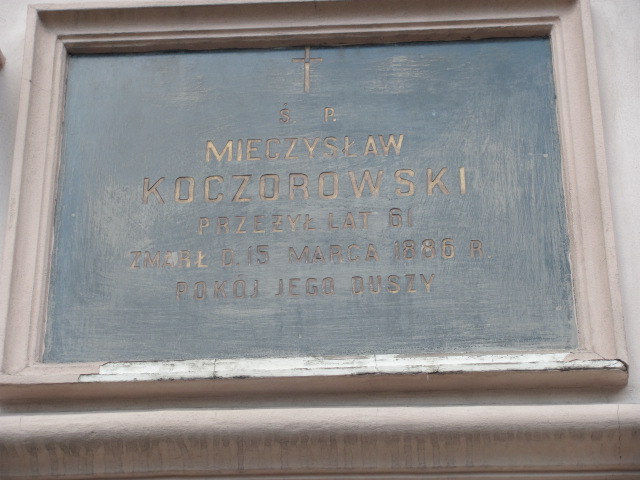 Ś. P.
MIECZYSŁAW
KOCZOROWSKI
PRZEŻYŁ LAT 61
ZMARŁ D. 15 MARCA 1886 R.
POKÓJ JEGO DUSZY